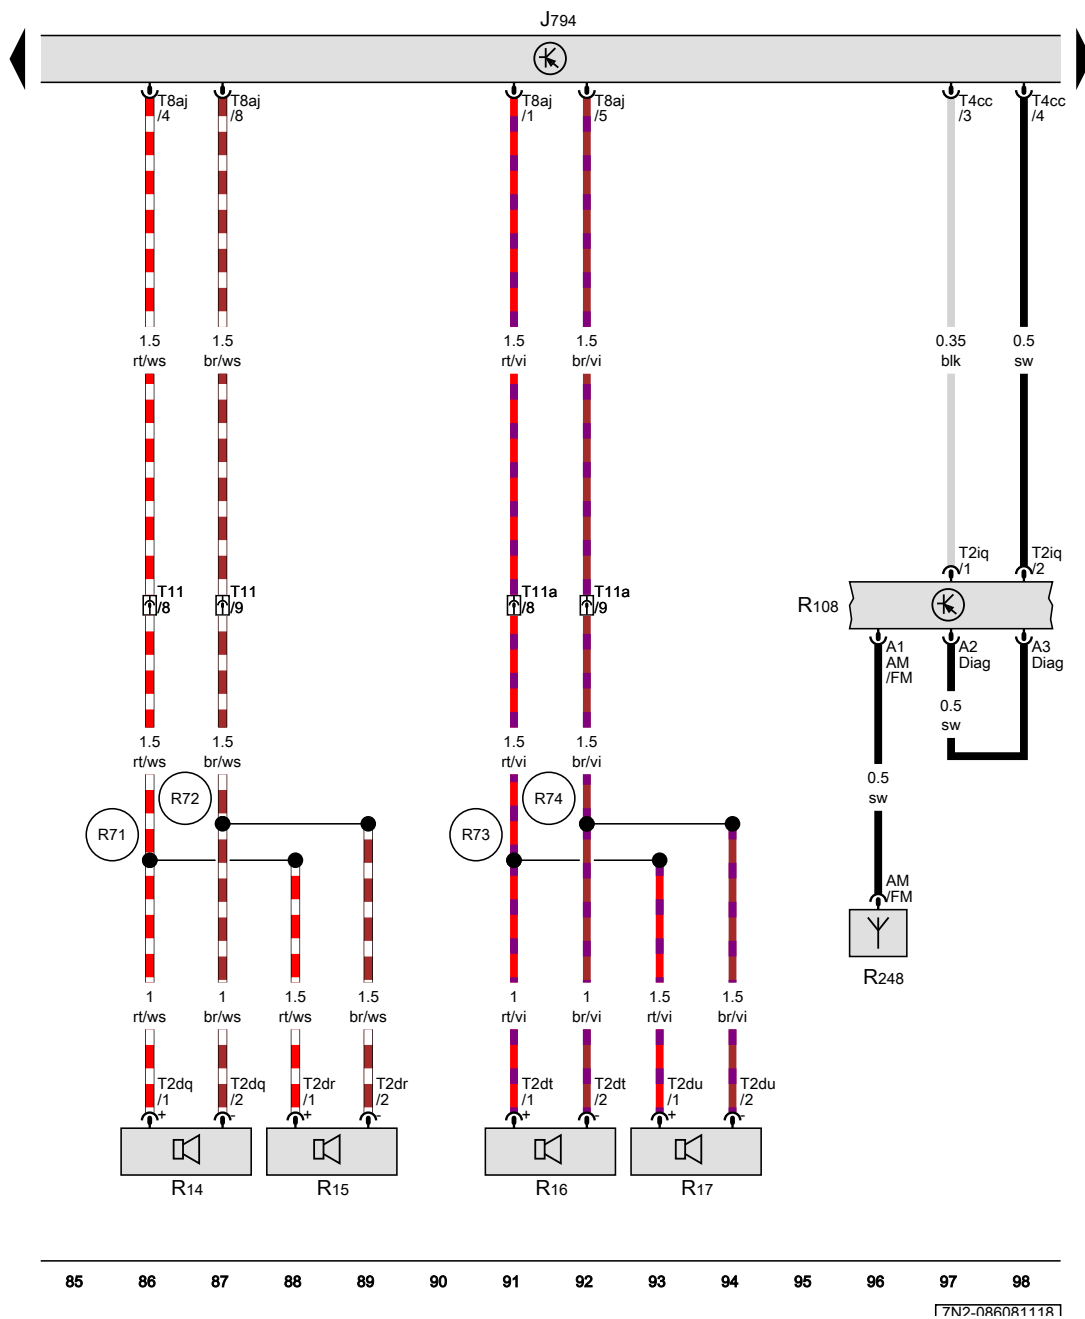 J794
T8aj T8aj T8aj T8aj T4cc T4cc
/4 /8 /1 /5 /3 /4
1.5 1.5 1.5 1.5 0.35 0.5
rt/ws br/ws rt/vi br/vi blk sw
T2iq T2iq
/1 /2
T11 T11 T11a T11a
/8 /9 /8 /9
R108
A1 A2 A3
AM Diag Diag
/FM
0.5
sw
1.5 1.5 1.5 1.5
rt/ws br/ws rt/vi br/vi
0.5
sw
R72 R74
R71 R73
AM
/FM
R248
1 1 1.5 1.5 1 1 1.5 1.5
rt/ws br/ws rt/ws br/ws rt/vi br/vi rt/vi br/vi
T2dq T2dq T2dr T2dr T2dt T2dt T2du T2du
/1 /2 /1 /2 /1 /2 /1 /2
+ - + - + - + -
R14 R15 R16 R17
85 86 87 88 89 90 91 92 93 94 95 96 97 98
7N2-086081118